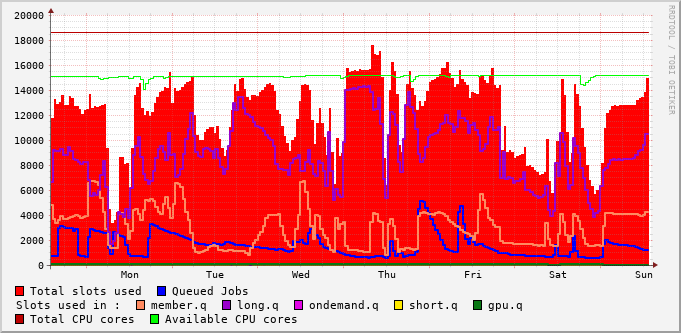 20000
18000
16000
14000
12000
10000
8000
6000
4000
2000
0
Mon Tue Wed Thu Fri Sat Sun
Total slots used Queued Jobs
Slots used in : member.q long.q ondemand.q short.q gpu.q
Total CPU cores Available CPU cores
RRDTOOL / TOBI OETIKER